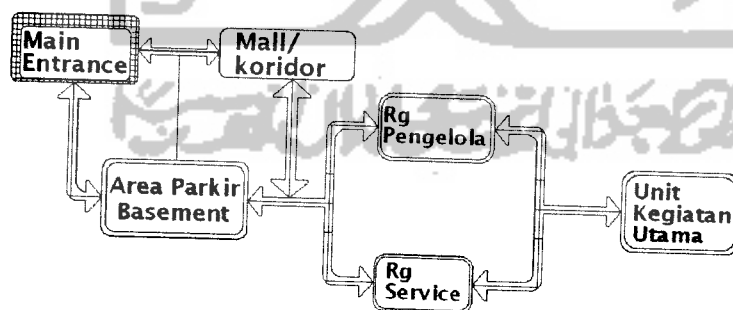 Main
Entrance
Mall/
koridor
Rg
Pengelola
Area Parkir
Basement
Unit
Kegiatan
Utama
Rg
Service